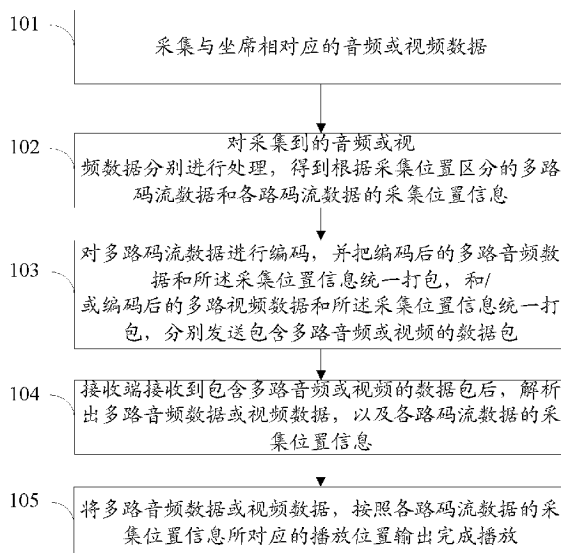 101
采集与坐席相对应的音频或视频数据
102
对采集到的音频或视
频数据分别进行处理，得到根据采集位置区分的多路
码流数据和各路码流数据的采集位置信息
103
对多路码流数据进行编码，并把编码后的多路音频数
据和所述采集位置信息统一打包，和/
或编码后的多路视频数据和所述采集位置信息统一打
包，分别发送包含多路音频或视频的数据包
104
接收端接收到包含多路音频或视频的数据包后，解析
出多路音频数据或视频数据，以及各路码流数据的采
集位置信息
105
将多路音频数据或视频数据，按照各路码流数据的采
集位置信息所对应的播放位置输出完成播放